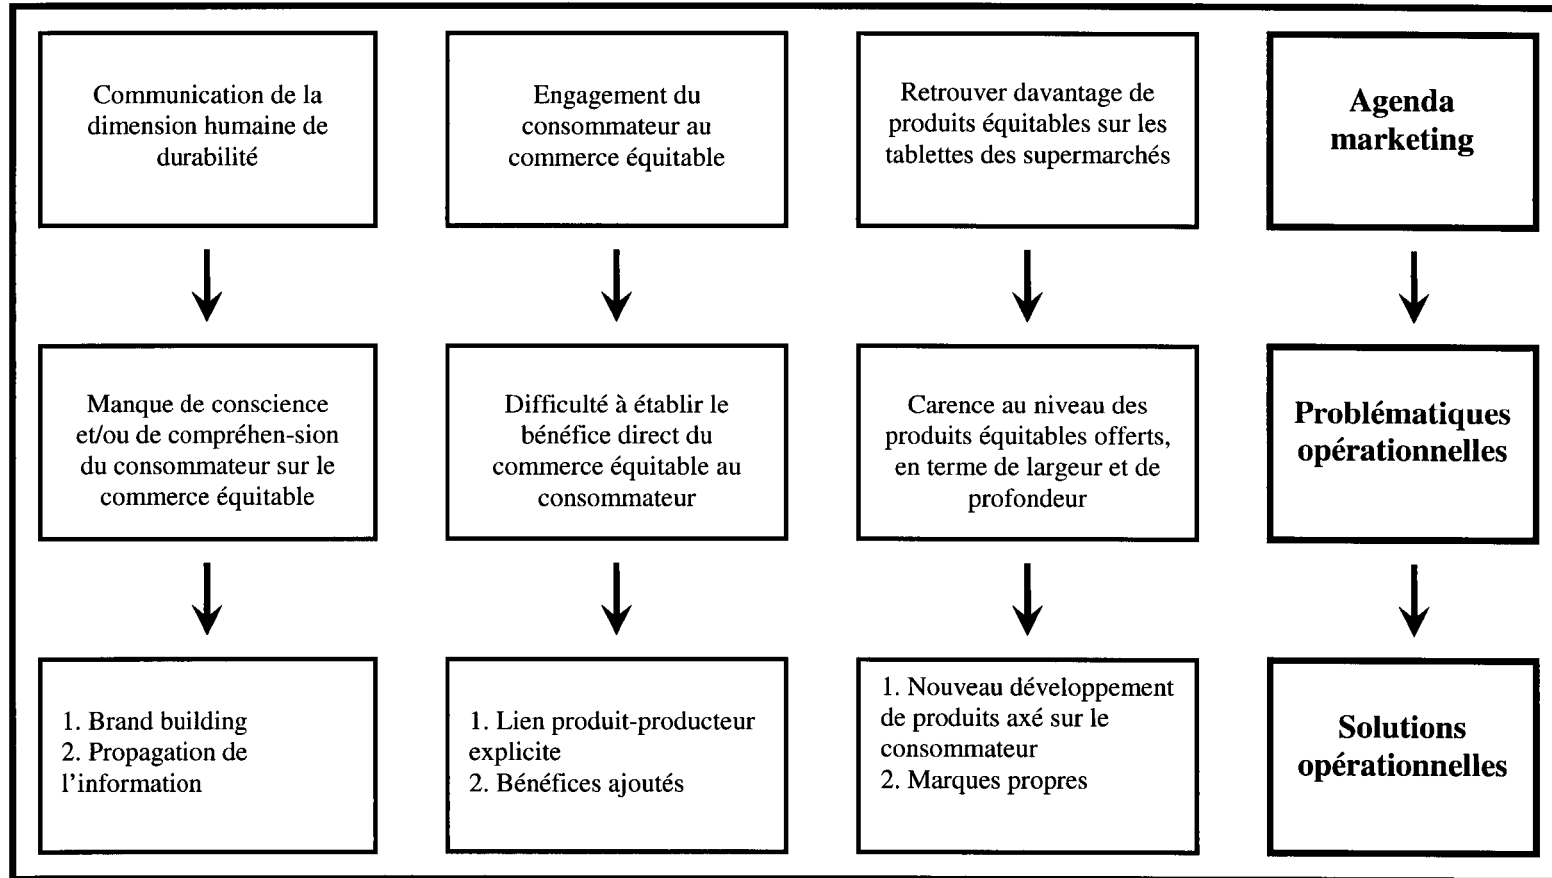 Communication de la
dimension humaine de
durabilité
Engagement du
consommateur au
commerce équitable
Retrouver davantage de
produits équitables sur les
tablettes des supermarchés
Agenda
marketing
Manque de conscience
et/ou de compréhen-sion
du consommateur sur le
commerce équitable
Difficulté à établir le
bénéfice direct du
commerce équitable au
consommateur
Carence au niveau des
produits équitables offerts,
en terme de largeur et de
profondeur
Problématiques
opérationnelles
1. Brand building
2. Propagation de
l'information
1. Lien produit-producteur
explicite
2. Bénéfices ajoutés
1. Nouveau développement
de produits axé sur le
consommateur
2. Marques propres
Solutions
opérationnelles